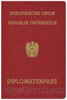 EUROPÄISCHE UNION
REPUBLIK ÖSTERREICH
DIPLOMATENPASS